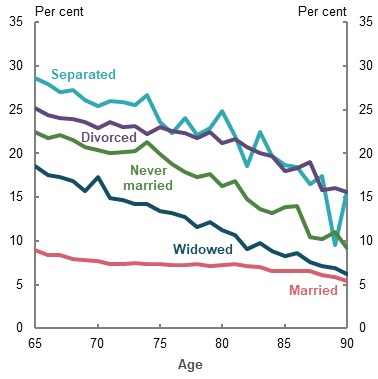 Per cent Per cent
35 35
30 30
25 25
20 20
15 15
10 10
5 5
0 0
Separated
Divorced
Never
married
Widowed
Married
65 70 75 80 85 90
Age